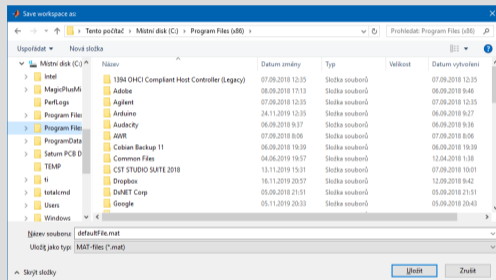 Save workspace as
Tento počítač > Místní disk (C:) > Program Files (x86) >
Prohledat: Program Files (x86)
Uspořádat
Nová složka
Místní disk (C:)
Intel
MagicPlusMi
PerfLogs
Program Files
Program Files
ProgramData
Saturn PCB D
TEMP
ti
totalcmd
Users
Windows
Název Datum změny Typ Velikost Datum vytvoření
1394 OHCI Compliant Host Controller (Legacy) 07.09.2018 12:35 Složka souborů 07.09.2018 12:35
Adobe 08.09.2018 17:13 Složka souborů 06.09.2018 9:46
Agilent 07.09.2018 12:35 Složka souborů 07.09.2018 12:35
Arduino 24.11.2019 12:35 Složka souborů 06.09.2018 9:27
Audacity 06.09.2018 9:37 Složka souborů 06.09.2018 9:36
AWR 07.09.2018 8:06 Složka souborů 07.09.2018 8:06
Cobian Backup 11 06.09.2018 19:39 Složka souborů 06.09.2018 19:39
Common Files 04.06.2019 19:57 Složka souborů 12.04.2018 1:38
CST STUDIO SUITE 2018 13.11.2019 15:31 Složka souborů 07.09.2018 10:01
Dropbox 16.11.2019 20:57 Složka souborů 12.09.2018 9:42
DsNET Corp 05.09.2018 21:51 Složka souborů 05.09.2018 21:51
Google 05.11.2019 20:33 Složka souborů 05.09.2018 20:43
Název souboru: defaultFile.mat
Uložit jako typ: MAT-files (*.mat)
Skrýt složky
Uložit
Zrušit